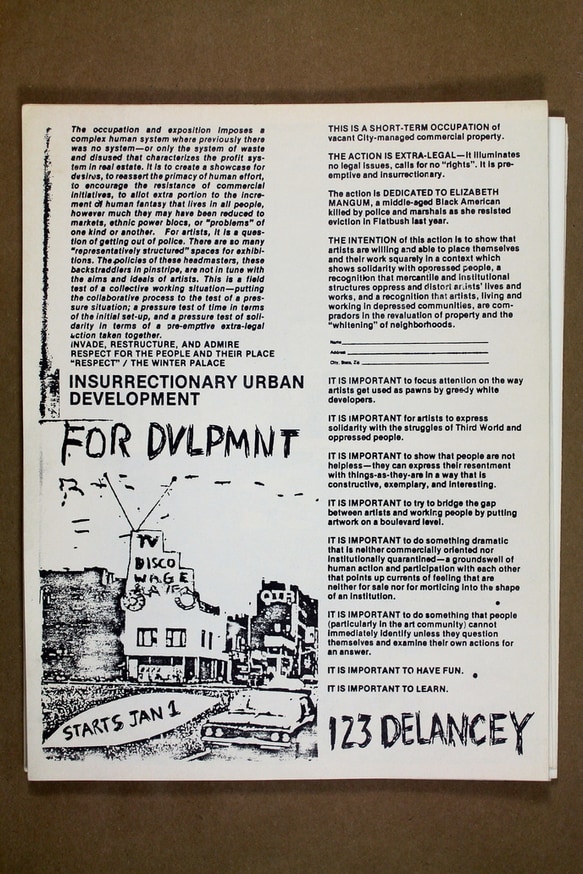 The occupation and exposition imposes a
complex human system where previously there
was no system—or only the system of waste
and disused that characterizes the profit sys-
tem in real estate. It is to create a showcase for
desirus, to reassert the primacy of human effort,
to encourage the resistance of commercial
initiatives, to allot extra portion to the incre-
ment of human fantasy that lives in all people,
however much they may have been reduced to
markets, ethnic power blocs, or "problems" of
one kind or another. For artists, it is a ques-
tion of getting out of police. There are so many
"representatively structured" spaces for exhibi-
tions. The policies of these headmasters, these
backstraddlers in pinstripe, are not in tune with
the aims and ideals of artists. This is a field
test of a collective working situation—putting
the collaborative process to the test of a pres-
sure situation; a pressure test of time in terms
of the initial set-up, and a pressure test of soli-
darity in terms of a pre-emptive extra-legal
action taken together.
INVADE, RESTRUCTURE, AND ADMIRE
RESPECT FOR THE PEOPLE AND THEIR PLACE
"RESPECT" / THE WINTER PALACE
INSURRECTIONARY URBAN
DEVELOPMENT
FOR DVLPMNT
TV
DISCO
WAGE
STARTS JAN 1
THIS IS A SHORT-TERM OCCUPATION of
vacant City-managed commercial property.
THE ACTION IS EXTRA-LEGAL—it illuminates
no legal issues, calls for no "rights". It is pre-
emptive and insurrectionary.
The action is DEDICATED TO ELIZABETH
MANGUM, a middle-aged Black American
killed by police and marshals as she resisted
eviction in Flatbush last year.
THE INTENTION of this action is to show that
artists are willing and able to place themselves
and their work squarely in a context which
shows solidarity with oppressed people, a
recognition that mercantile and institutional
structures oppress and distort artists' lives and
works, and a recognition that artists, living and
working in depressed communities, are com-
pradors in the revaluation of property and the
"whitening" of neighborhoods.
Name
Address
City, State, Zip
IT IS IMPORTANT to focus attention on the way
artists get used as pawns by greedy white
developers.
IT IS IMPORTANT for artists to express
solidarity with the struggles of Third World and
oppressed people.
IT IS IMPORTANT to show that people are not
helpless—they can express their resentment
with things-as-they-are in a way that is
constructive, exemplary, and interesting.
IT IS IMPORTANT to try to bridge the gap
between artists and working people by putting
artwork on a boulevard level.
IT IS IMPORTANT to do something dramatic
that is neither commercially oriented nor
institutionally quarantined—a groundswell of
human action and participation with each other
that points up currents of feeling that are
neither for sale nor for morticing into the shape
of an institution.
IT IS IMPORTANT to do something that people
(particularly in the art community) cannot
immediately identify unless they question
themselves and examine their own actions for
an answer.
IT IS IMPORTANT TO HAVE FUN.
IT IS IMPORTANT TO LEARN.
123 DELANCEY